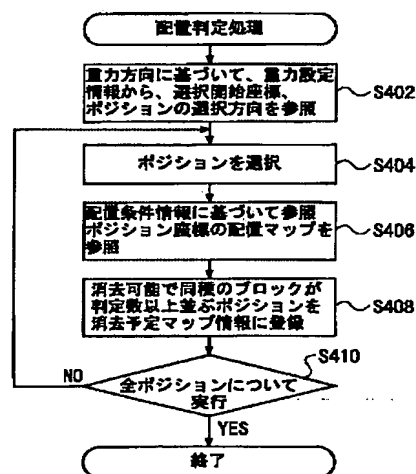 配置判定処理
重力方向に基づいて、重力設定
情報から、選択開始座標、
ポジションの選択方向を参照
S402
ポジションを選択
S404
配置条件情報に基づいて参照
ポジション座標の配置マップを
参照
S406
消去可能で同種のブロックが
判定数以上並ぶポジションを
消去予定マップ情報に登録
S408
S410
NO
全ポジションについて
実行
YES
終了